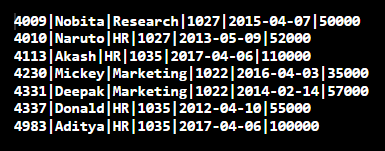 4009|Nobita|Research|1027|2015-04-07|50000
4010|Naruto|HR|1027|2013-05-09|52000
4113|Akash|HR|1035|2017-04-06|110000
4230|Mickey|Marketing|1022|2016-04-03|35000
4331|Deepak|Marketing|1022|2014-02-14|57000
4337|Donald|HR|1035|2012-04-10|55000
4983|Aditya|HR|1035|2017-04-06|100000